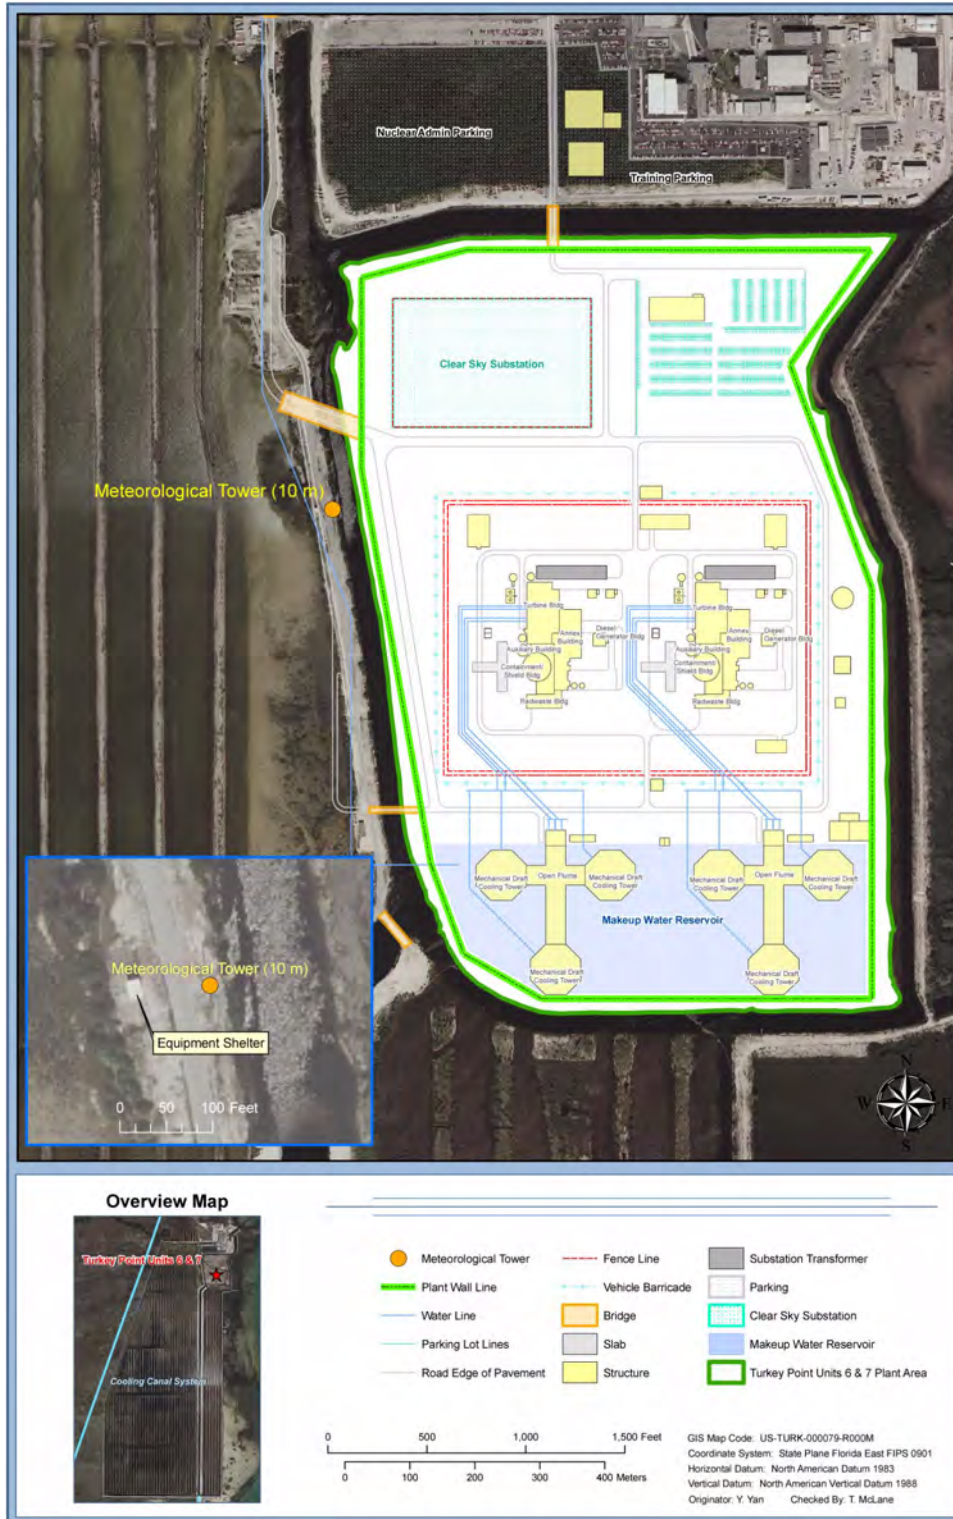 Nuclear Admin Parking
Training Parking
Clear Sky Substation
Meteorological Tower (10 m)
Turbine Bldg
Annex
Building
Diesel
Generator Bldg
Auxiliary Building
Containment/
Shield Bldg
Radwaste Bldg
Turbine Bldg
Annex
Building
Diesel
Generator Bldg
Auxiliary Building
Containment/
Shield Bldg
Radwaste Bldg
Mechanical Draft
Cooling Tower
Open Flume
Mechanical Draft
Cooling Tower
Mechanical Draft
Cooling Tower
Open Flume
Mechanical Draft
Cooling Tower
Makeup Water Reservoir
Mechanical Draft
Cooling Tower
Mechanical Draft
Cooling Tower
Meteorological Tower (10 m)
Equipment Shelter
0 50 100 Feet
N
W E
S
Overview Map
Turkey Point Units 6 & 7
Cooling Canal System
Meteorological Tower
Plant Wall Line
Water Line
Parking Lot Lines
Road Edge of Pavement
Fence Line
Vehicle Barricade
Bridge
Slab
Structure
Substation Transformer
Parking
Clear Sky Substation
Makeup Water Reservoir
Turkey Point Units 6 & 7 Plant Area
0 500 1,000 1,500 Feet
0 100 200 300 400 Meters
GIS Map Code: US-TURK-000079-R000M
Coordinate System: State Plane Florida East FIPS 0901
Horizontal Datum: North American Datum 1983
Vertical Datum: North American Vertical Datum 1988
Originator: Y. Yan Checked By: T. McLane